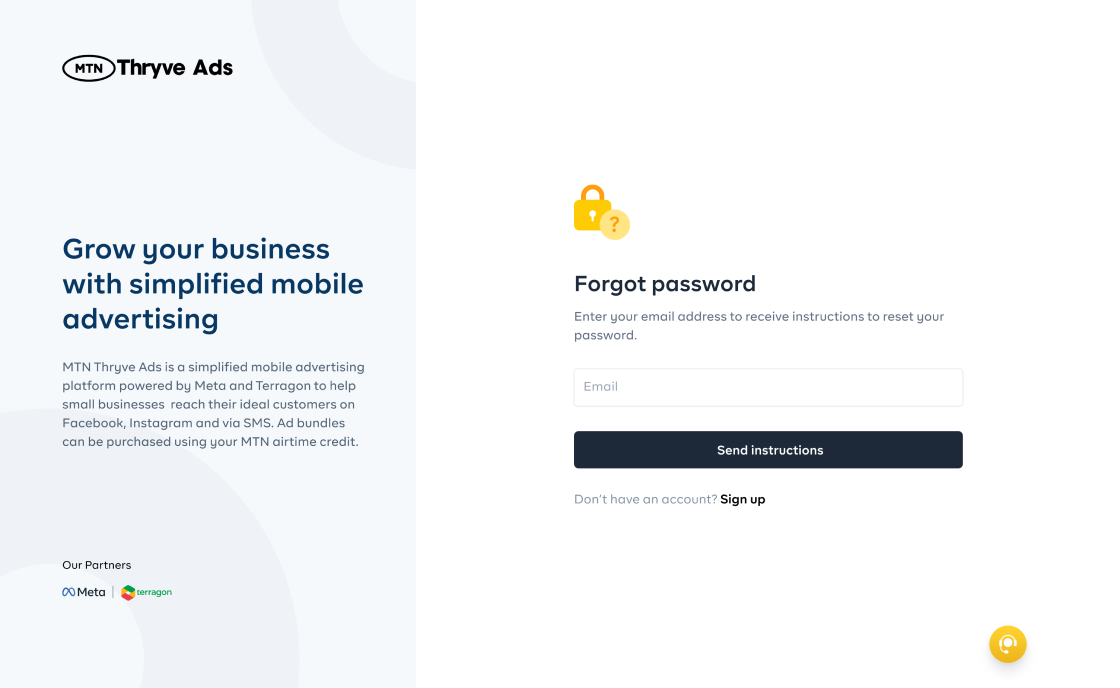 MTN Thryve Ads
Grow your business
with simplified mobile
advertising
MTN Thryve Ads is a simplified mobile advertising
platform powered by Meta and Terragon to help
small businesses reach their ideal customers on
Facebook, Instagram and via SMS. Ad bundles
can be purchased using your MTN airtime credit.
Our Partners
Meta | terragon
?
Forgot password
Enter your email address to receive instructions to reset your
password.
Email
Send instructions
Don't have an account? Sign up